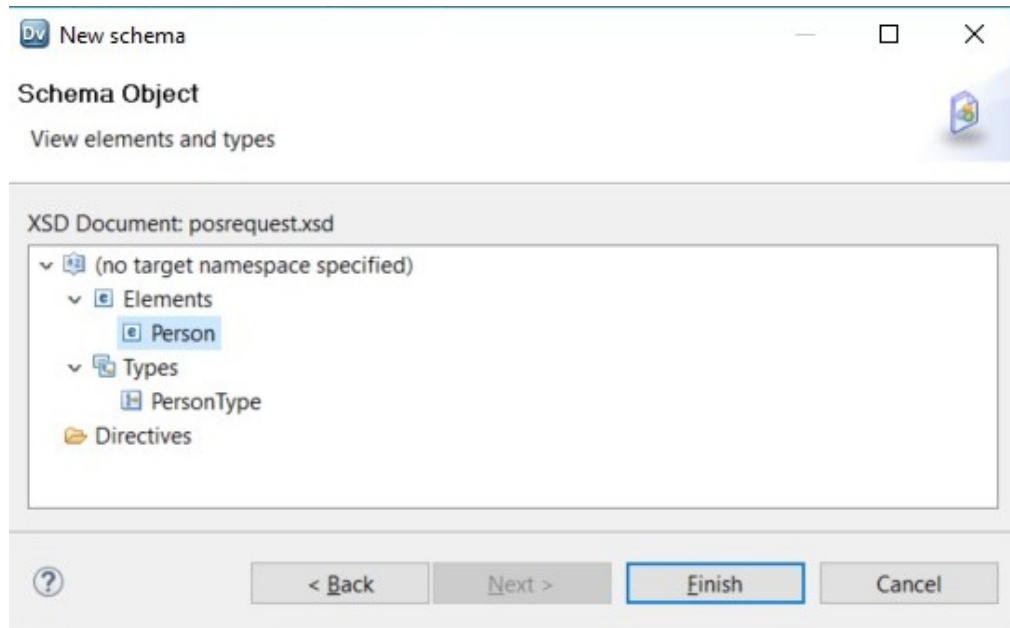 Dv New schema
Schema Object
View elements and types
XSD Document: posrequest.xsd
(no target namespace specified)
e Elements
e Person
Types
PersonType
Directives
? < Back Next > Finish Cancel